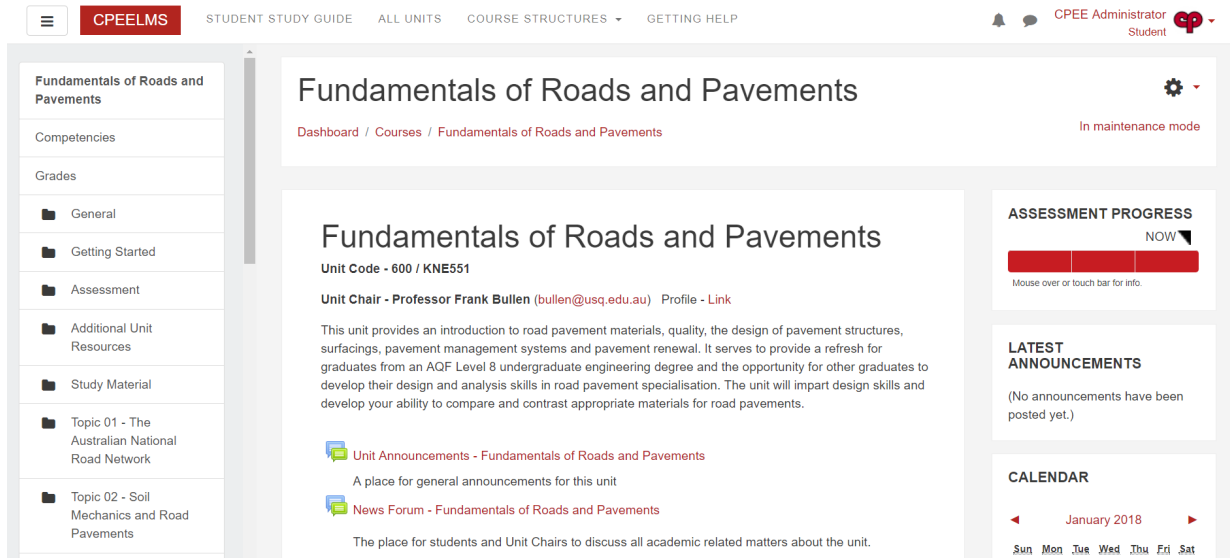 CPEELMS STUDENT STUDY GUIDE ALL UNITS COURSE STRUCTURES GETTING HELP
CPEE Administrator
Student
Fundamentals of Roads and
Pavements
Competencies
Grades
General
Getting Started
Assessment
Additional Unit
Resources
Study Material
Topic 01 - The
Australian National
Road Network
Topic 02 - Soil
Mechanics and Road
Pavements
Fundamentals of Roads and Pavements
Dashboard / Courses / Fundamentals of Roads and Pavements
In maintenance mode
Fundamentals of Roads and Pavements
Unit Code - 600 / KNE551
Unit Chair - Professor Frank Bullen (bullen@usq.edu.au) Profile - Link
This unit provides an introduction to road pavement materials, quality, the design of pavement structures,
surfacings, pavement management systems and pavement renewal. It serves to provide a refresh for
graduates from an AQF Level 8 undergraduate engineering degree and the opportunity for other graduates to
develop their design and analysis skills in road pavement specialisation. The unit will impart design skills and
develop your ability to compare and contrast appropriate materials for road pavements.
Unit Announcements - Fundamentals of Roads and Pavements
A place for general announcements for this unit
News Forum - Fundamentals of Roads and Pavements
The place for students and Unit Chairs to discuss all academic related matters about the unit.
ASSESSMENT PROGRESS
NOW
Mouse over or touch bar for info.
LATEST
ANNOUNCEMENTS
(No announcements have been
posted yet.)
CALENDAR
◄ January 2018 ►
Sun Mon Tue Wed Thu Fri Sat